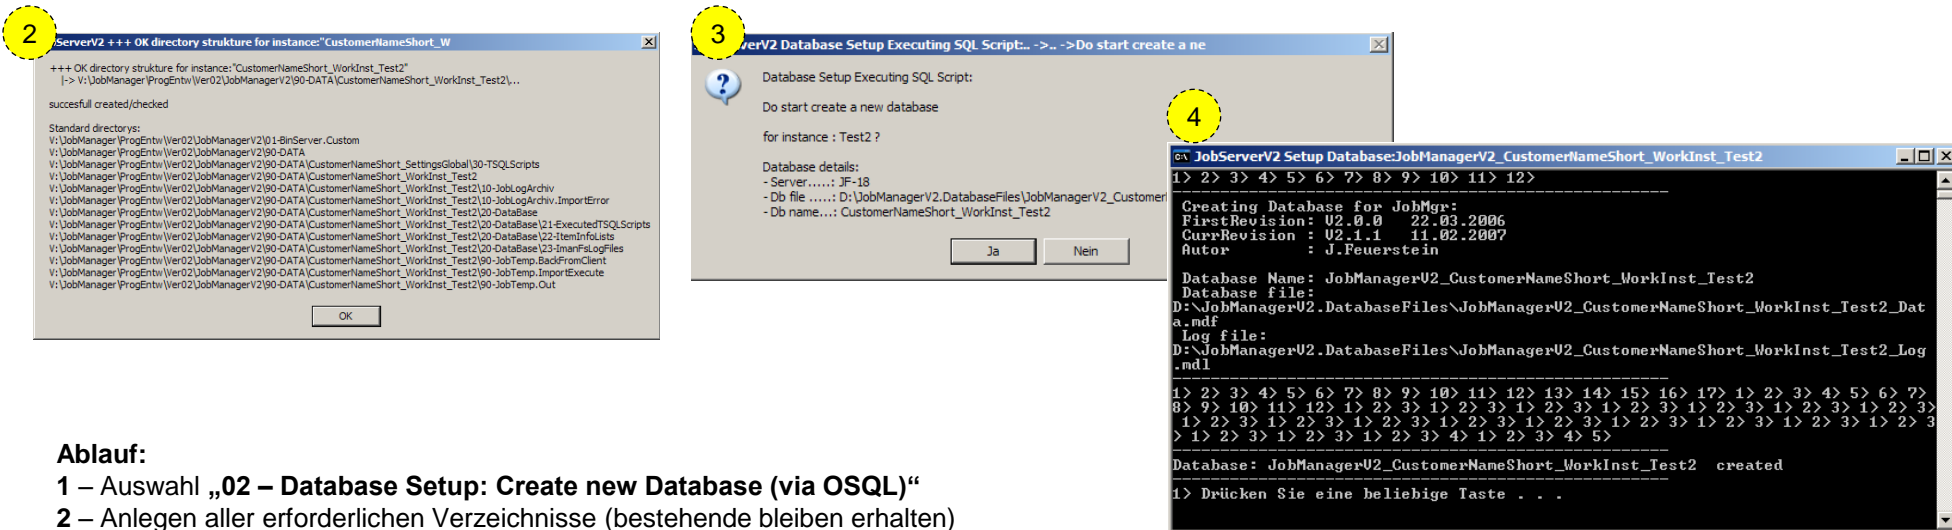 2
ServerV2 +++ OK directory strukture for instance:"CustomerNameShort_W
+++ OK directory strukture for instance:"CustomerNameShort_WorkInst_Test2"
|-> V:\JobManager\ProgEntw\Ver02\JobManagerV2\90-DATA\CustomerNameShort_WorkInst_Test2\...
succesfull created/checked
Standard directorys:
V:\JobManager\ProgEntw\Ver02\JobManagerV2\01-BinServer.Custom
V:\JobManager\ProgEntw\Ver02\JobManagerV2\90-DATA
V:\JobManager\ProgEntw\Ver02\JobManagerV2\90-DATA\CustomerNameShort_SettingsGlobal\30-TSQLScripts
V:\JobManager\ProgEntw\Ver02\JobManagerV2\90-DATA\CustomerNameShort_WorkInst_Test2
V:\JobManager\ProgEntw\Ver02\JobManagerV2\90-DATA\CustomerNameShort_WorkInst_Test2\10-JobLogArchiv
V:\JobManager\ProgEntw\Ver02\JobManagerV2\90-DATA\CustomerNameShort_WorkInst_Test2\10-JobLogArchiv.ImportError
V:\JobManager\ProgEntw\Ver02\JobManagerV2\90-DATA\CustomerNameShort_WorkInst_Test2\20-DataBase
V:\JobManager\ProgEntw\Ver02\JobManagerV2\90-DATA\CustomerNameShort_WorkInst_Test2\20-DataBase\21-ExecutedTSQLScripts
V:\JobManager\ProgEntw\Ver02\JobManagerV2\90-DATA\CustomerNameShort_WorkInst_Test2\20-DataBase\22-ItemInfoLists
V:\JobManager\ProgEntw\Ver02\JobManagerV2\90-DATA\CustomerNameShort_WorkInst_Test2\20-DataBase\23-ImanFsLogFiles
V:\JobManager\ProgEntw\Ver02\JobManagerV2\90-DATA\CustomerNameShort_WorkInst_Test2\90-JobTemp.BackFromClient
V:\JobManager\ProgEntw\Ver02\JobManagerV2\90-DATA\CustomerNameShort_WorkInst_Test2\90-JobTemp.ImportExecute
V:\JobManager\ProgEntw\Ver02\JobManagerV2\90-DATA\CustomerNameShort_WorkInst_Test2\90-JobTemp.Out
OK
3
verV2 Database Setup Executing SQL Script:.. ->.. ->Do start create a ne
Database Setup Executing SQL Script:
Do start create a new database
for instance : Test2 ?
Database details:
- Server.....: JF-18
- Db file .....: D:\JobManagerV2.DatabaseFiles\JobManagerV2_Customer
- Db name...: CustomerNameShort_WorkInst_Test2
Ja
Nein
4
JobServerV2 Setup Database:JobManagerV2_CustomerNameShort_WorkInst_Test2
1> 2> 3> 4> 5> 6> 7> 8> 9> 10> 11> 12>
Creating Database for JobMgr:
FirstRevision: V2.0.0 22.03.2006
CurrRevision : V2.1.1 11.02.2007
Autor : J.Feuerstein
Database Name: JobManagerV2_CustomerNameShort_WorkInst_Test2
Database file:
D:\JobManagerV2.DatabaseFiles\JobManagerV2_CustomerNameShort_WorkInst_Test2_Dat
a.mdf
Log file:
D:\JobManagerV2.DatabaseFiles\JobManagerV2_CustomerNameShort_WorkInst_Test2_Log
.mdl
1> 2> 3> 4> 5> 6> 7> 8> 9> 10> 11> 12> 13> 14> 15> 16> 17> 1> 2> 3> 4> 5> 6> 7>
8> 9> 10> 11> 12> 1> 2> 3> 1> 2> 3> 1> 2> 3> 1> 2> 3> 1> 2> 3> 1> 2> 3> 1> 2> 3>
1> 2> 3> 1> 2> 3> 1> 2> 3> 1> 2> 3> 1> 2> 3> 1> 2> 3> 1> 2> 3> 1> 2> 3> 1> 2> 3
> 1> 2> 3> 1> 2> 3> 1> 2> 3> 4> 1> 2> 3> 4> 5>
Database: JobManagerV2_CustomerNameShort_WorkInst_Test2 created
1> Drücken Sie eine beliebige Taste . . .
Ablauf:
1 – Auswahl „02 – Database Setup: Create new Database (via OSQL)“
2 – Anlegen aller erforderlichen Verzeichnisse (bestehende bleiben erhalten)